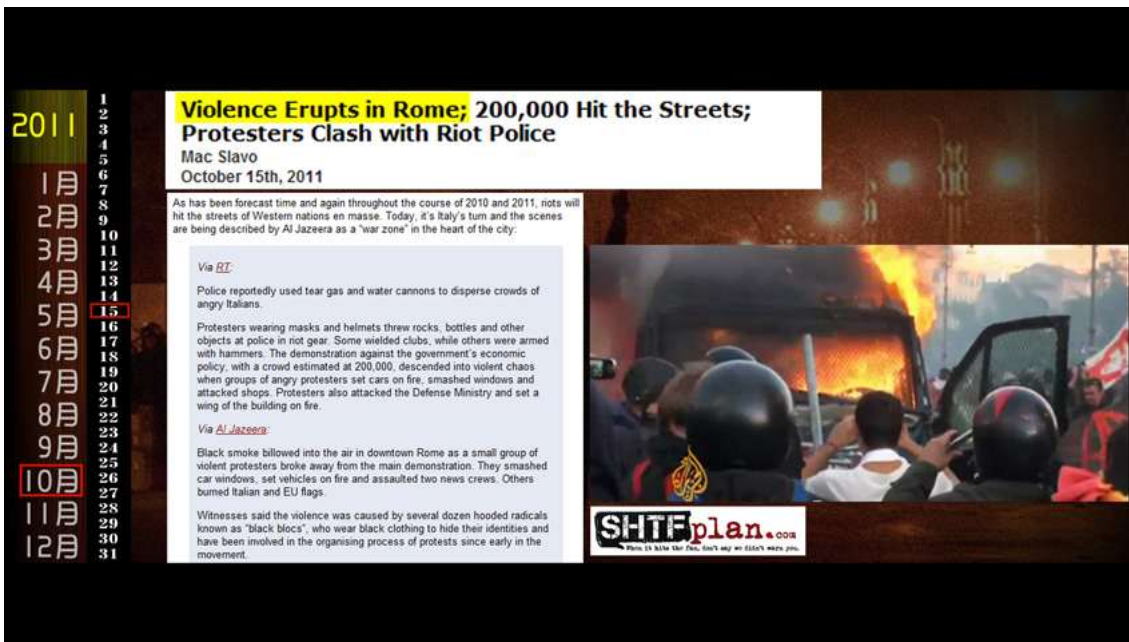 2011
1月
2月
3月
4月
5月
6月
7月
8月
9月
10月
11月
12月
1
2
3
4
5
6
7
8
9
10
11
12
13
14
15
16
17
18
19
20
21
22
23
24
25
26
27
28
29
30
31
Violence Erupts in Rome; 200,000 Hit the Streets;
Protesters Clash with Riot Police
Mac Slavo
October 15th, 2011
As has been forecast time and again throughout the course of 2010 and 2011, riots will
hit the streets of Western nations en masse. Today, it's Italy's turn and the scenes
are being described by Al Jazeera as a "war zone" in the heart of the city:
Via RT:
Police reportedly used tear gas and water cannons to disperse crowds of
angry Italians.
Protesters wearing masks and helmets threw rocks, bottles and other
objects at police in riot gear. Some wielded clubs, while others were armed
with hammers. The demonstration against the government's economic
policy, with a crowd estimated at 200,000, descended into violent chaos
when groups of angry protesters set cars on fire, smashed windows and
attacked shops. Protesters also attacked the Defense Ministry and set a
wing of the building on fire.
Via Al Jazeera:
Black smoke billowed into the air in downtown Rome as a small group of
violent protesters broke away from the main demonstration. They smashed
car windows, set vehicles on fire and assaulted two news crews. Others
burned Italian and EU flags.
Witnesses said the violence was caused by several dozen hooded radicals
known as "black blocs", who wear black clothing to hide their identities and
have been involved in the organising process of protests since early in the
movement.
SHTFplan.com
When it hits the fan, don't say we didn't warn you.